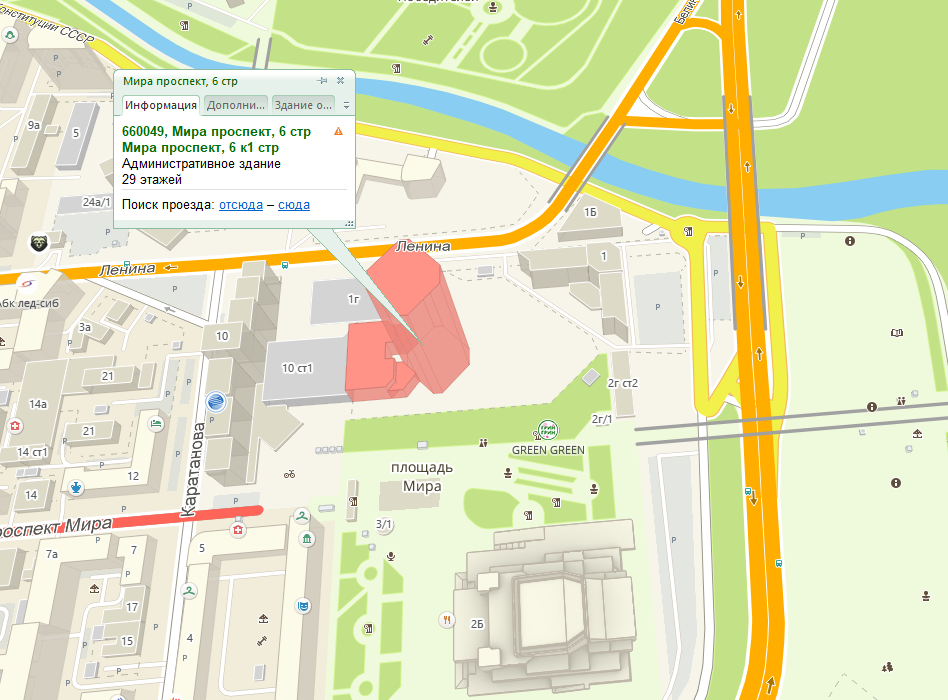 Конституции СССР
Победителей
Мира проспект, 6 стр
Информация
Дополни...
Здание о...
660049, Мира проспект, 6 стр
Мира проспект, 6 к1 стр
Административное здание
29 этажей
Поиск проезда: отсюда – сюда
9а
5
24а/1
P
P
P
P
1Б
Ленина
Ленина
1
P
P
P
Абк лед-сиб
1г
3а
10
10 ст1
21
2г ст2
14а
2г/1
21
GREEN GREEN
14 ст1
12
площадь
Мира
14
P
Каратанова
проспект Мира
3/1
7а
7
5
P
P
17
2Б
15
4
P